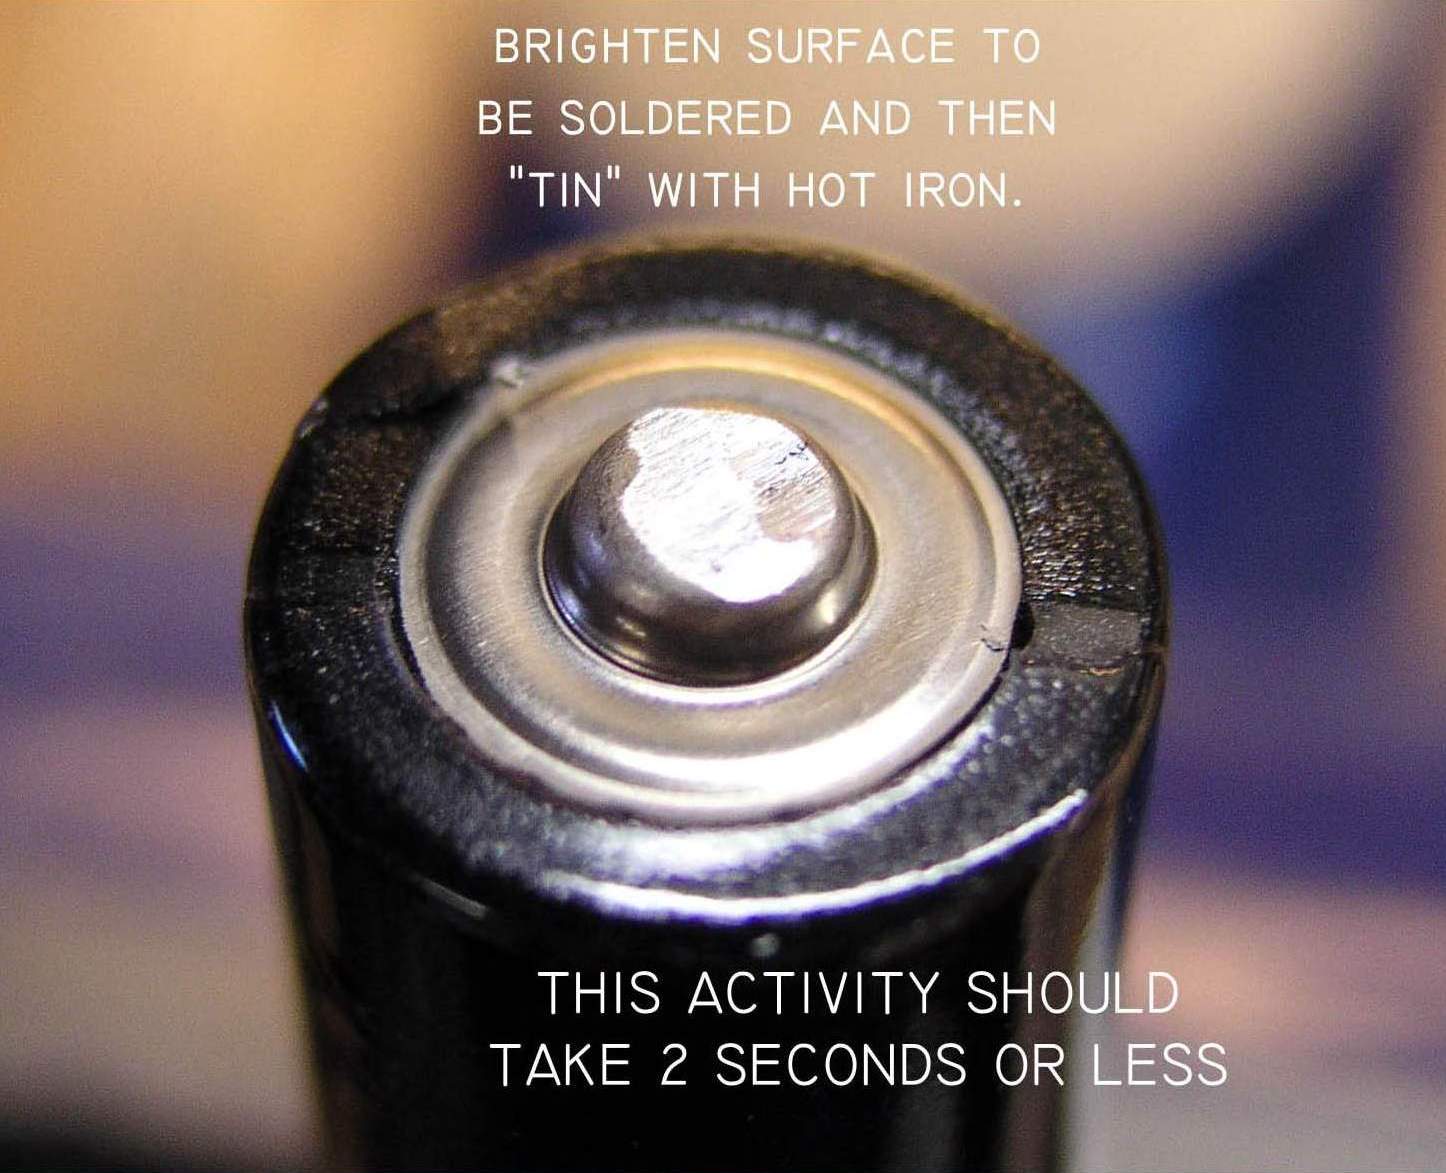 BRIGHTEN SURFACE TO
BE SOLDERED AND THEN
"TIN" WITH HOT IRON.
THIS ACTIVITY SHOULD
TAKE 2 SECONDS OR LESS